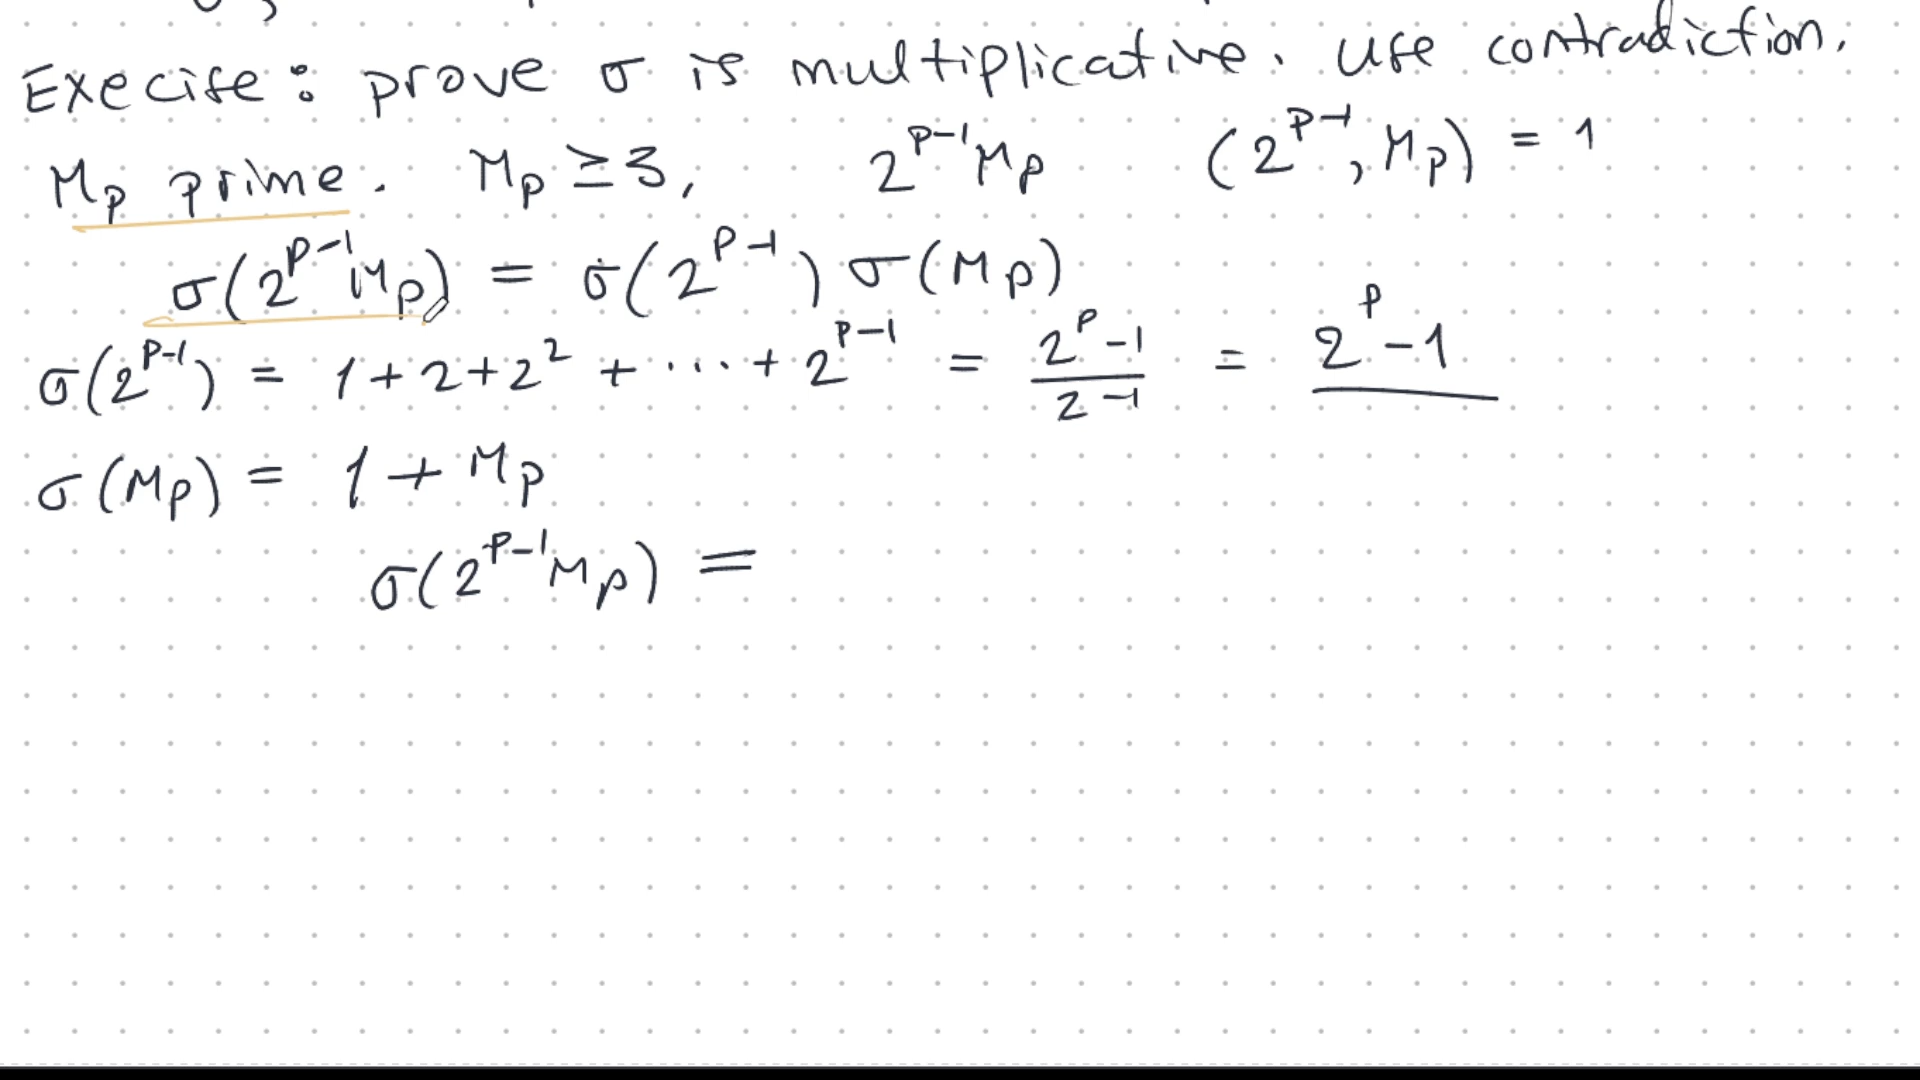 Execise: prove σ is multiplicative. Use contradiction.
Mp prime. Mp ≥ 3, 2^{p-1}Mp (2^{p-1}, Mp) = 1
σ(2^{p-1}Mp) = σ(2^{p-1}) σ(Mp)
σ(2^{p-1}) = 1+2+2^2 + .... + 2^{p-1} = \frac{2^p-1}{2-1} = 2^p-1
σ(Mp) = 1+Mp
σ(2^{p-1}Mp) =